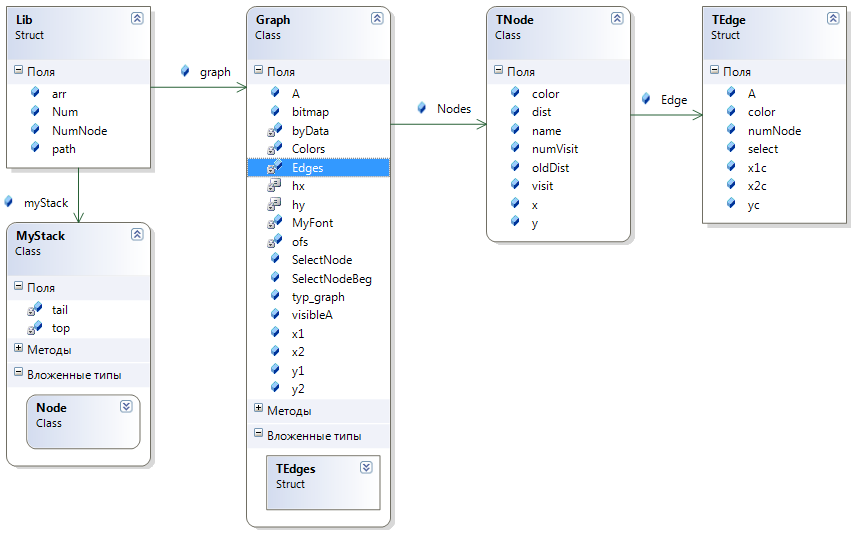 Lib
Struct
Поля
arr
Num
NumNode
path
graph
myStack
MyStack
Class
Поля
tail
top
Методы
Вложенные типы
Node
Class
Graph
Class
Поля
A
bitmap
byData
Colors
Edges
hx
hy
MyFont
ofs
SelectNode
SelectNodeBeg
typ_graph
visibleA
x1
x2
y1
y2
Методы
Вложенные типы
TEdges
Struct
Nodes
TNode
Class
Поля
color
dist
name
numVisit
oldDist
visit
x
y
Edge
TEdge
Struct
Поля
A
color
numNode
select
x1c
x2c
yc